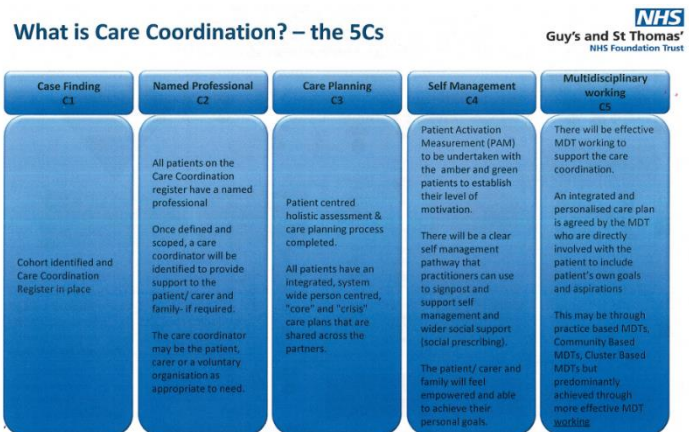 What is Care Coordination? – the 5Cs
NHS
Guy's and St Thomas'
NHS Foundation Trust
Case Finding
C1
Cohort identified and
Care Coordination
Register in place
Named Professional
C2
All patients on the
Care Coordination
register have a named
professional
Once defined and
scoped, a care
coordinator will be
identified to provide
support to the
patient/ carer and
family- if required.
The care coordinator
may be the patient,
carer or a voluntary
organisation as
appropriate to need.
Care Planning
C3
Patient centred
holistic assessment &
care planning process
completed.
All patients have an
integrated, system
wide person centred,
"core" and "crisis"
care plans that are
shared across the
partners.
Self Management
C4
Patient Activation
Measurement (PAM)
to be undertaken with
the amber and green
patients to establish
their level of
motivation.
There will be a clear
self management
pathway that
practitioners can use
to signpost and
support self
management and
wider social support
(social prescribing).
The patient/ carer and
family will feel
empowered and able
to achieve their
personal goals.
Multidisciplinary
working
C5
There will be effective
MDT working to
support the care
coordination.
An integrated and
personalised care plan
is agreed by the MDT
who are directly
involved with the
patient to include
patient's own goals
and aspirations
This may be through
practice based MDTs,
Community Based
MDTs, Cluster Based
MDTs but
predominantly
achieved through
more effective MDT
working